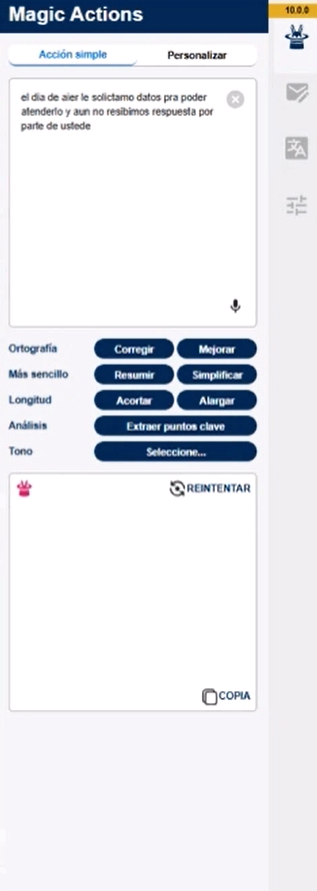 Magic Actions
10.0.0
Acción simple
Personalizar
el dia de aier le solictamo datos pra poder
atenderlo y aun no resibimos respuesta por
parte de ustede
Ortografía
Corregir
Mejorar
Más sencillo
Resumir
Simplificar
Longitud
Acortar
Alargar
Análisis
Extraer puntos clave
Tono
Seleccione...
REINTENTAR
COPIA